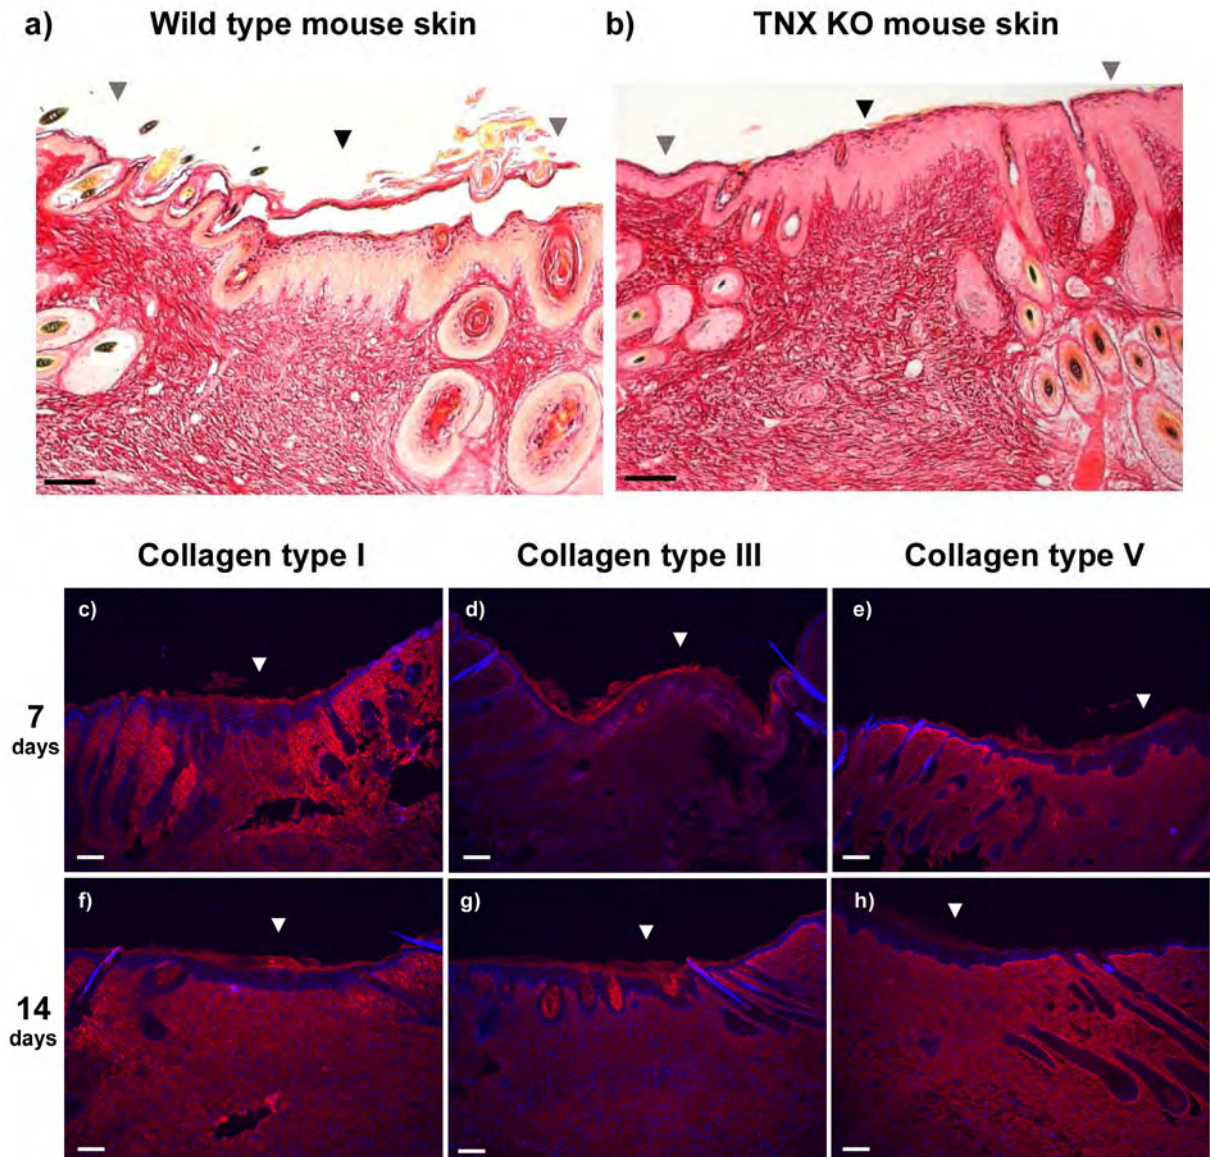 a) Wild type mouse skin
b) TNX KO mouse skin
Collagen type I
Collagen type III
Collagen type V
7
days
c)
d)
e)
14
days
f)
g)
h)